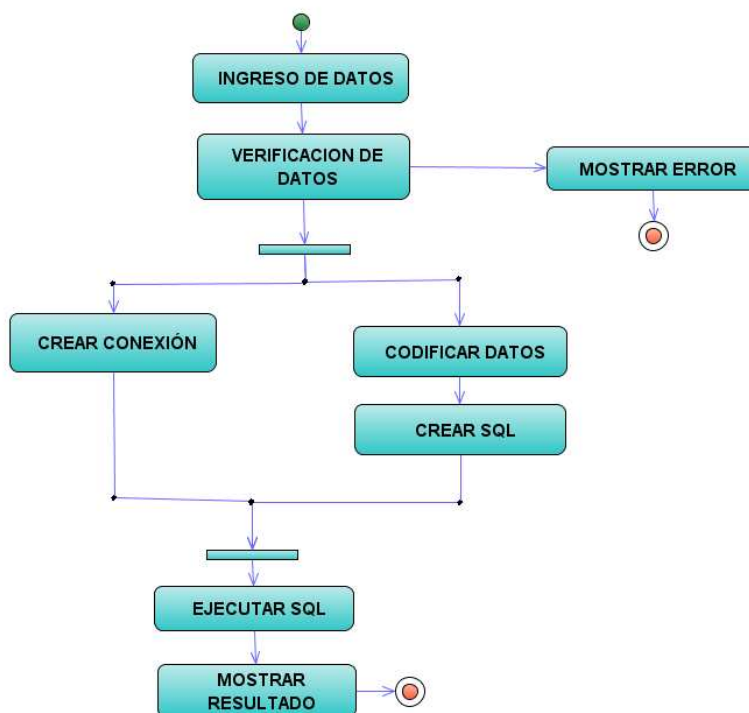 INGRESO DE DATOS
VERIFICACION DE
DATOS
MOSTRAR ERROR
CREAR CONEXIÓN
CODIFICAR DATOS
CREAR SQL
EJECUTAR SQL
MOSTRAR
RESULTADO